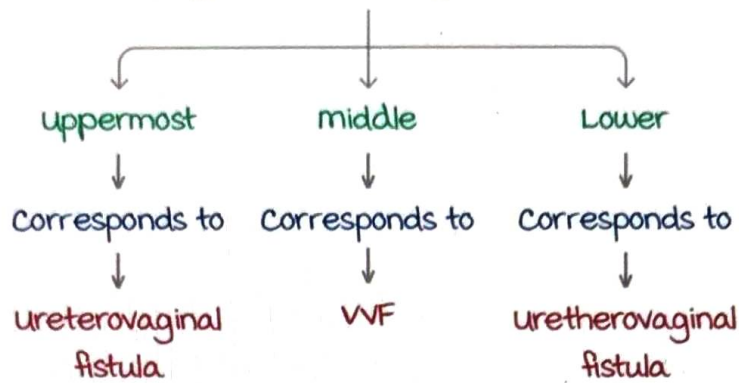 uppermost middle Lower
Corresponds to Corresponds to Corresponds to
ureterovaginal VVF uretherovaginal
fistula fistula